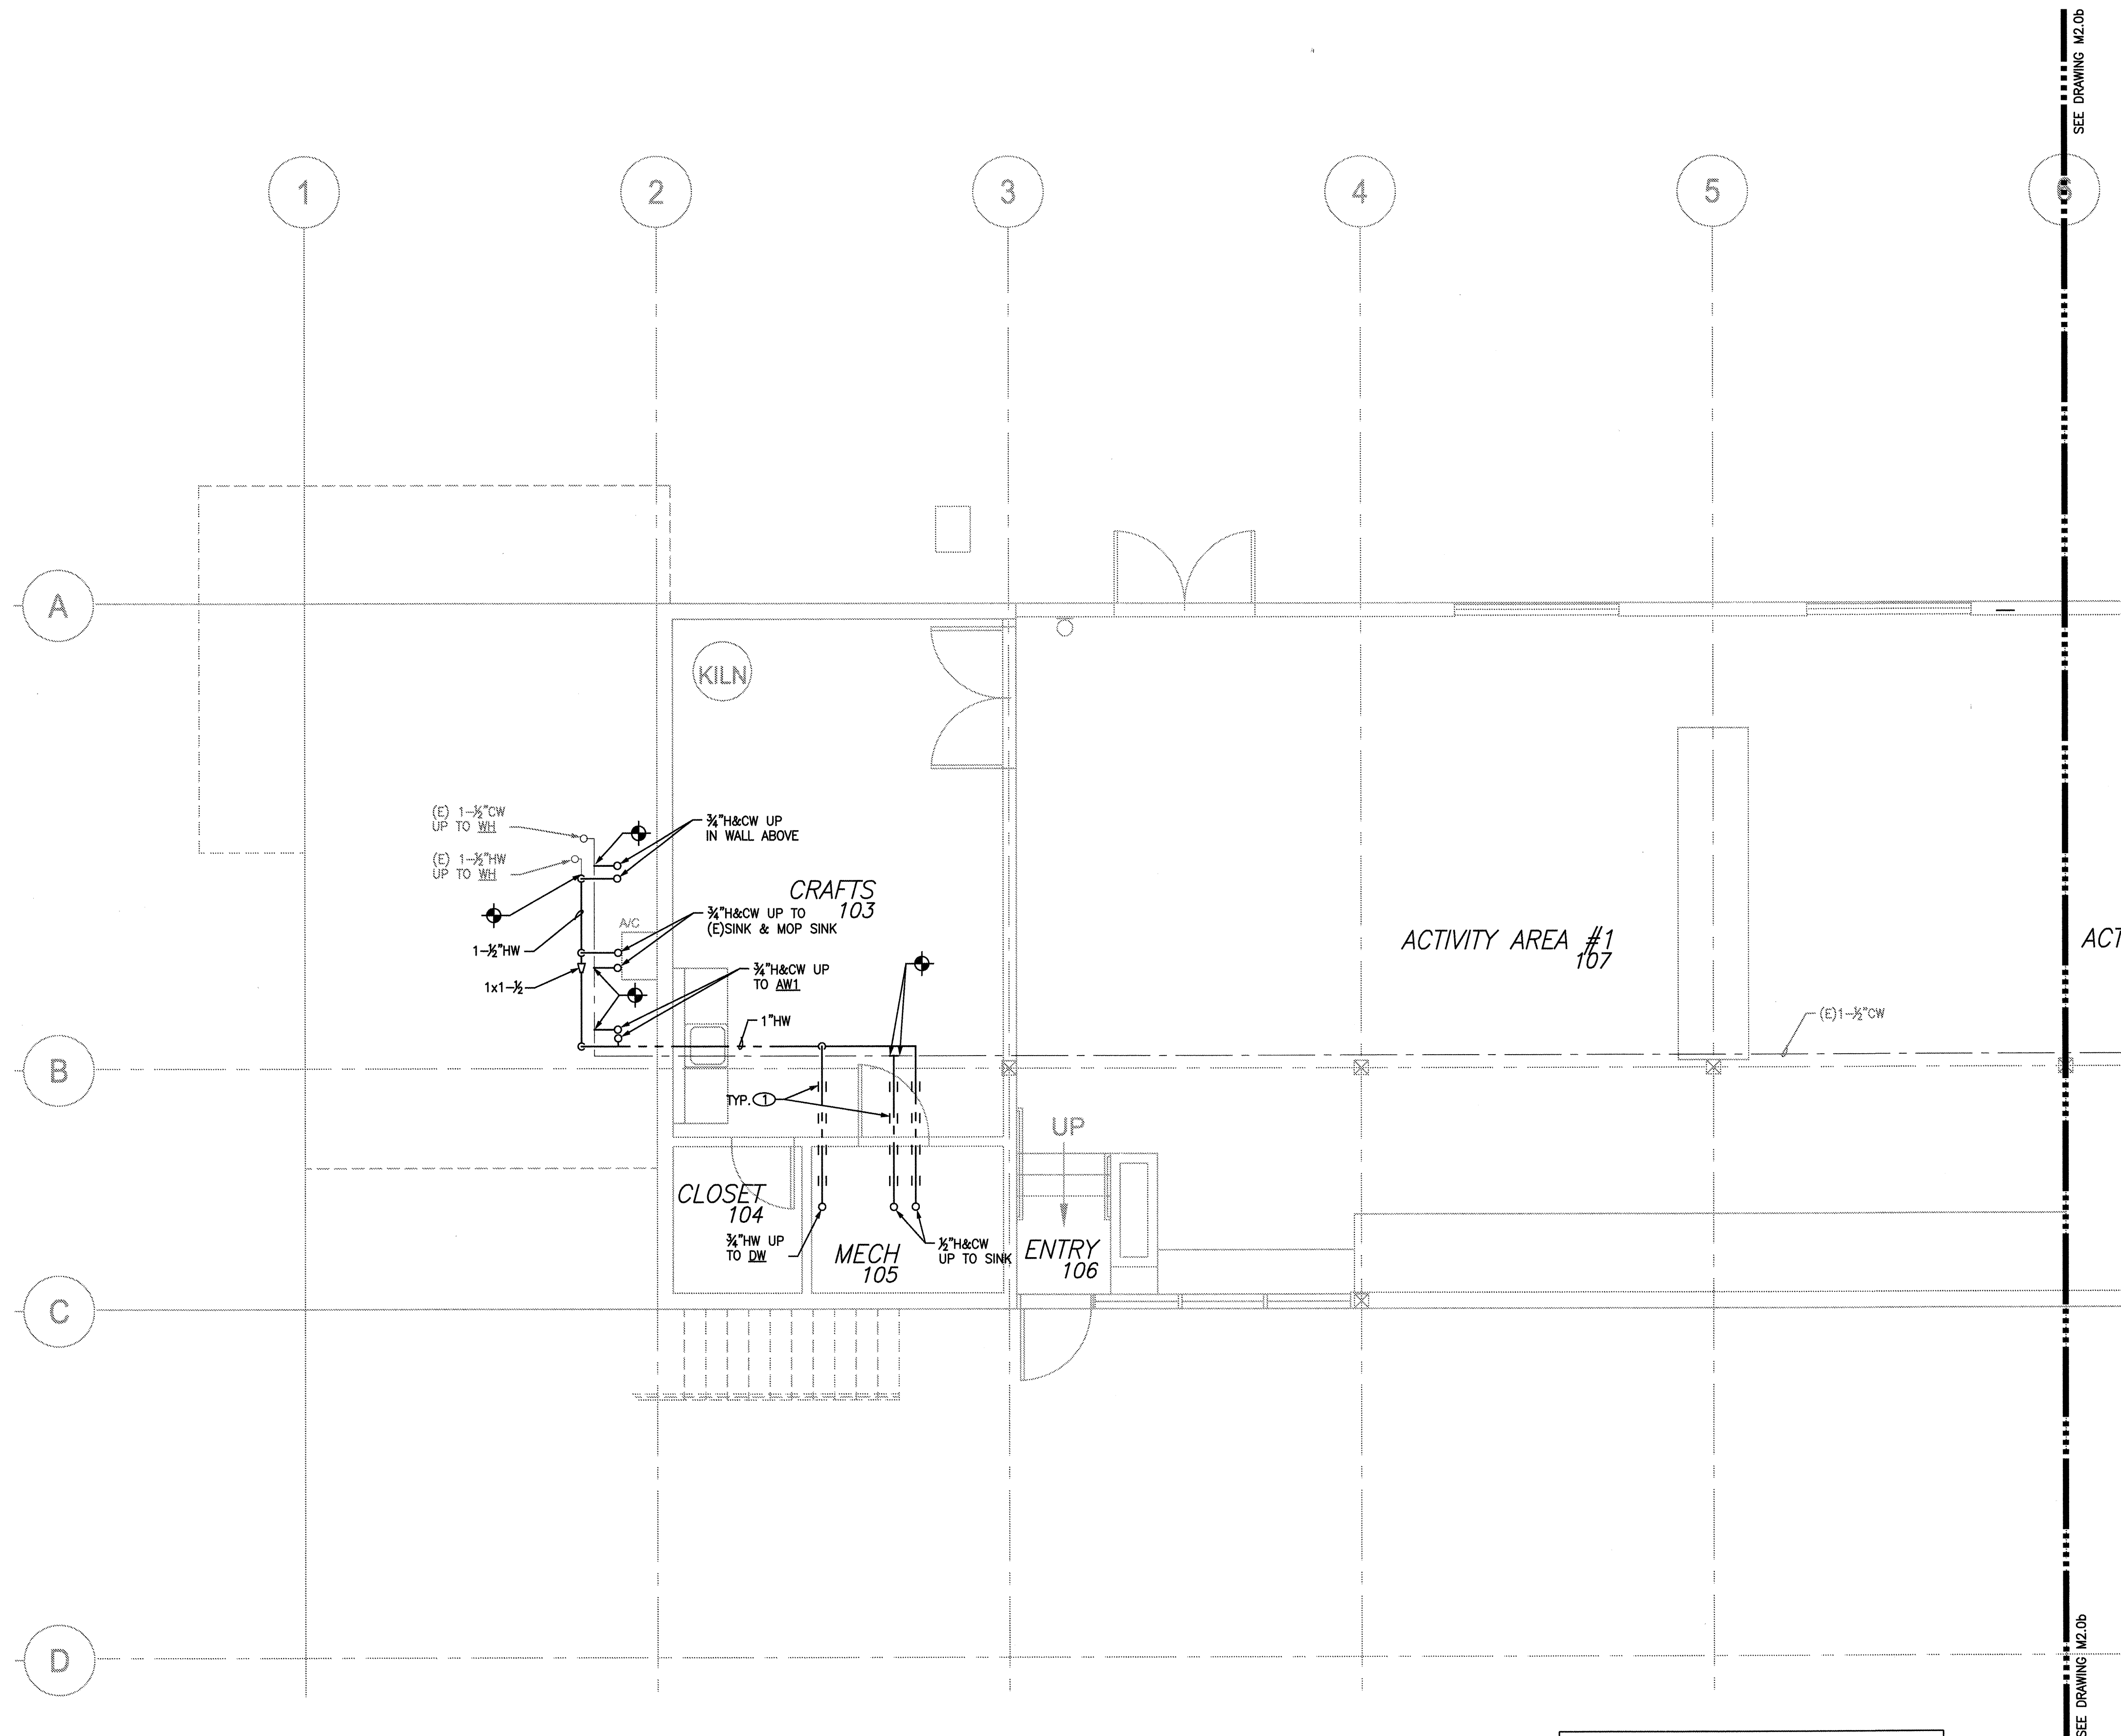 SEE DRAWING M2.0b
1
2
3
4
5
6
A
KILN
(E) 1-½"CW
UP TO WH
¾"H&CW UP
IN WALL ABOVE
(E) 1-½"HW
UP TO WH
CRAFTS
103
A/C
¾"H&CW UP TO
(E)SINK & MOP SINK
1-½"HW
ACTIVITY AREA #1
107
ACT
1x1-½
¾"H&CW UP
TO AW1
1"HW
(E)1-½"CW
B
TYP. 1
UP
CLOSET
104
¾"HW UP
TO DW
MECH
105
½"H&CW
UP TO SINK
ENTRY
106
C
D
SEE DRAWING M2.0b